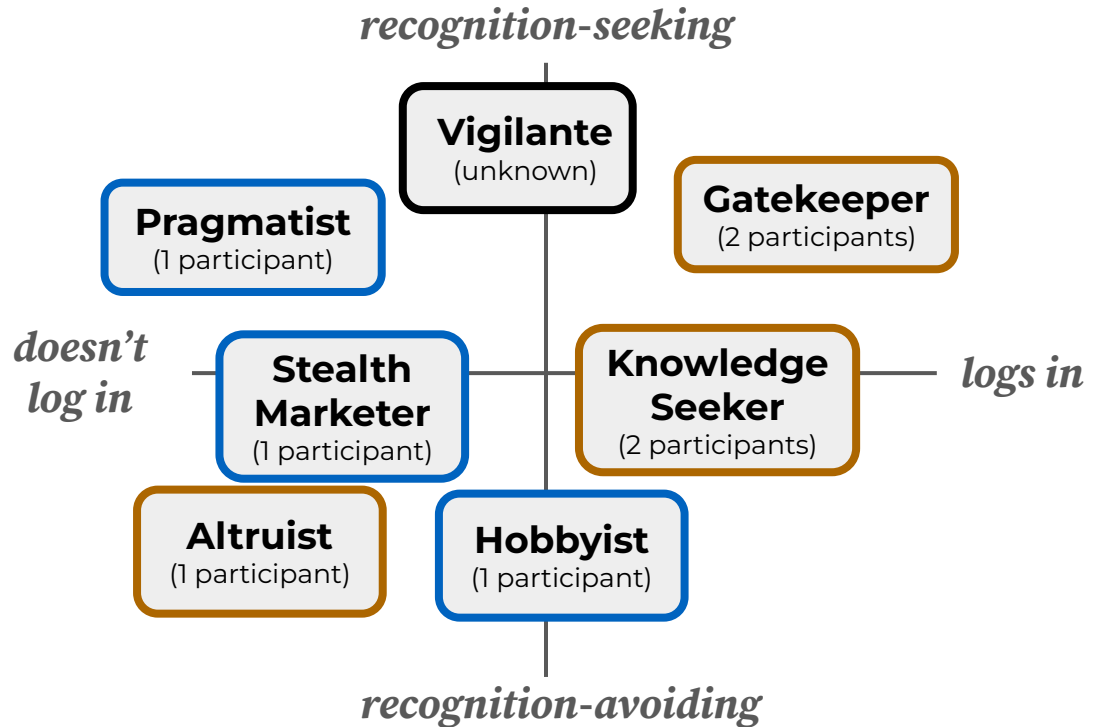 recognition-seeking
Vigilante
(unknown)
Gatekeeper
(2 participants)
Pragmatist
(1 participant)
doesn’t
log in
Stealth
Marketer
(1 participant)
Knowledge
Seeker
(2 participants)
logs in
Altruist
(1 participant)
Hobbyist
(1 participant)
recognition-avoiding